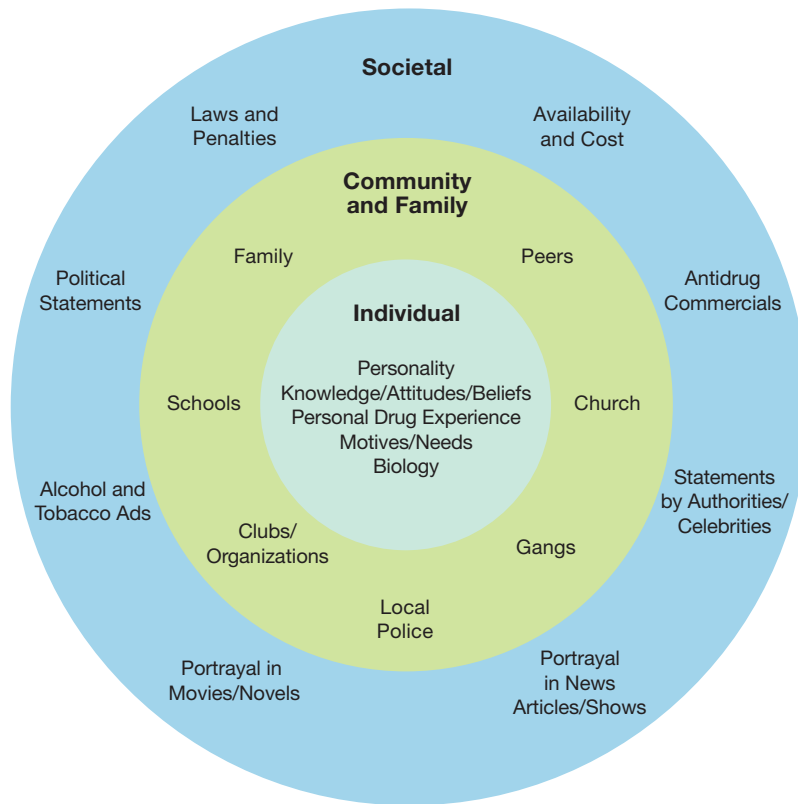 Societal
Laws and
Penalties
Availability
and Cost
Community
and Family
Family
Peers
Political
Statements
Antidrug
Commercials
Individual
Personality
Knowledge/Attitudes/Beliefs
Personal Drug Experience
Motives/Needs
Biology
Schools
Church
Alcohol and
Tobacco Ads
Statements
by Authorities/
Celebrities
Clubs/
Organizations
Gangs
Local
Police
Portrayal in
Movies/Novels
Portrayal
in News
Articles/Shows